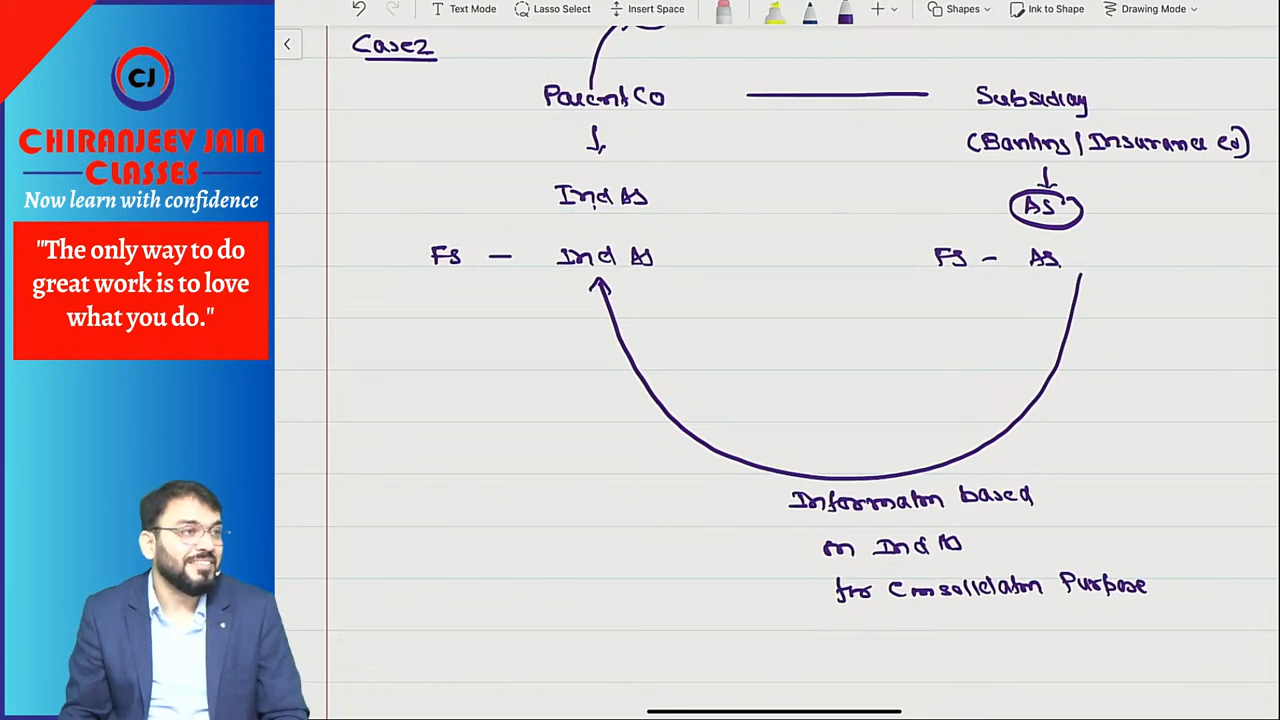 Text Mode Lasso Select Insert Space Shapes Ink to Shape Drawing Mode
CJ
CHIRANJEEV JAIN
CLASSES
Now learn with confidence
"The only way to do
great work is to love
what you do."
Case2
Parent Co Subsidiary
(Banking/Insurance Co)
Ind AS AS
FS - Ind AS FS - AS
Information based
on Ind AS
for Consolidation Purpose